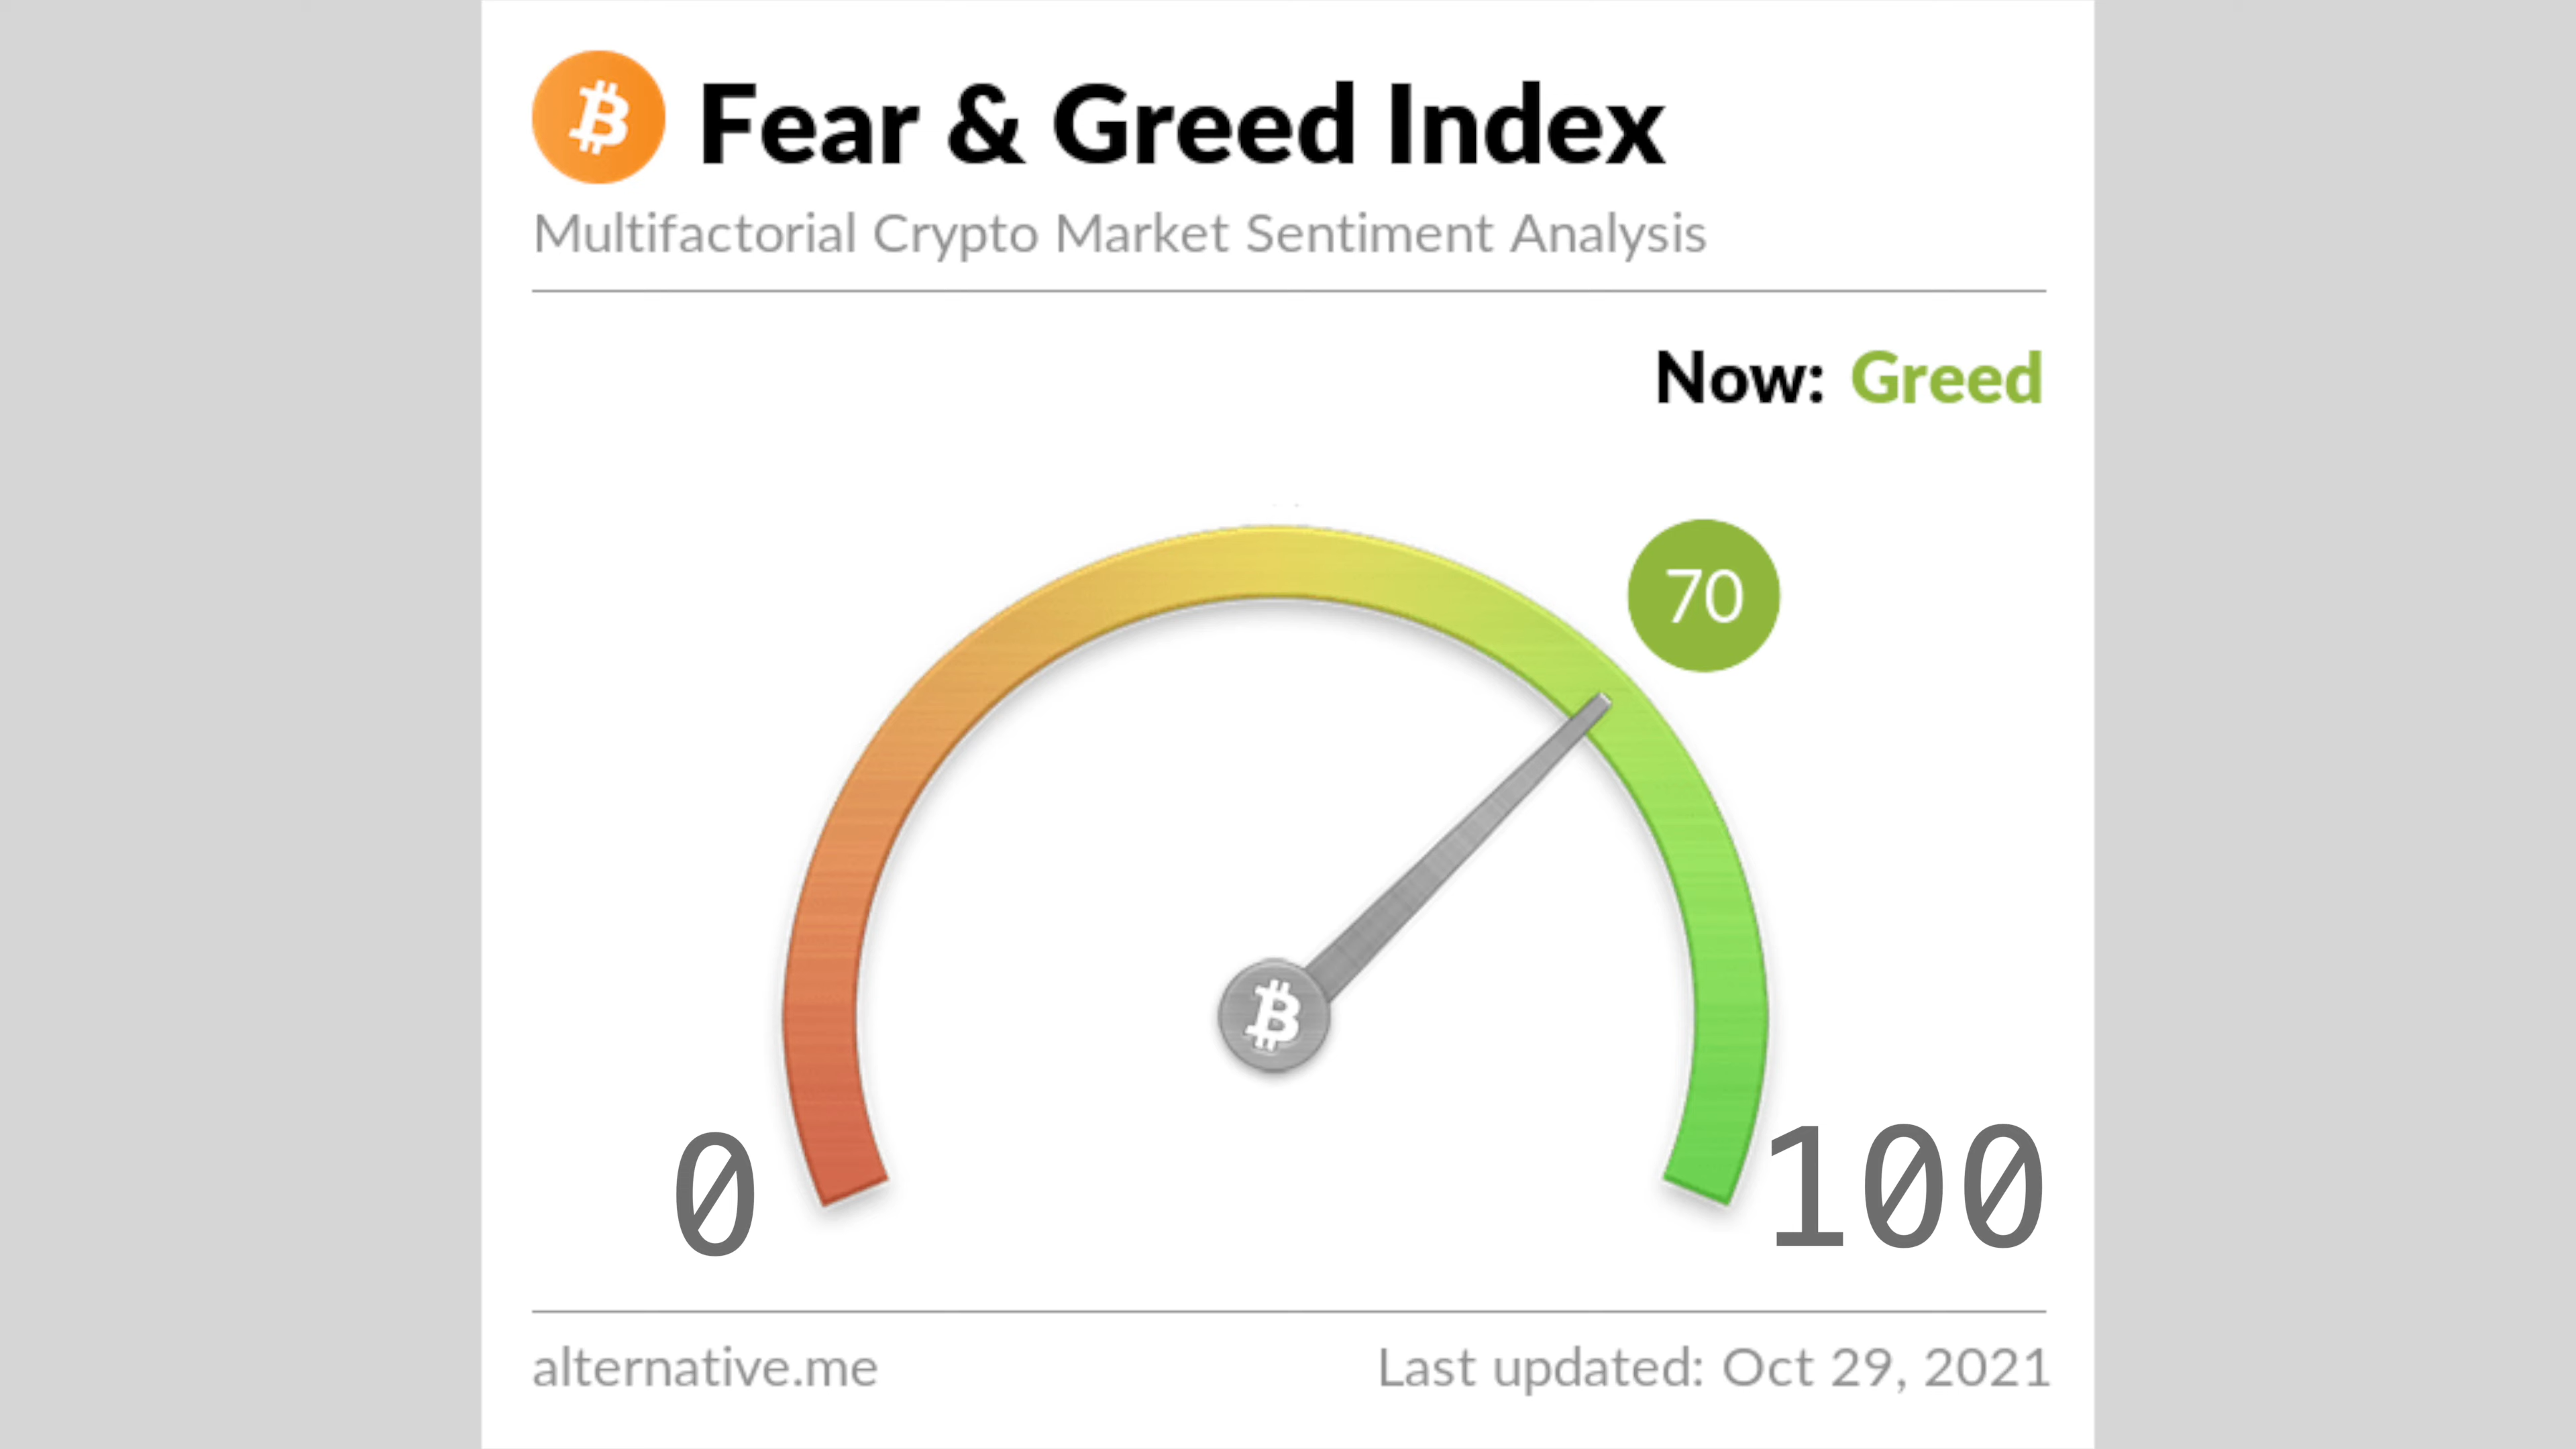 Fear & Greed Index
Multifactorial Crypto Market Sentiment Analysis
Now: Greed
70
0
100
alternative.me
Last updated: Oct 29, 2021